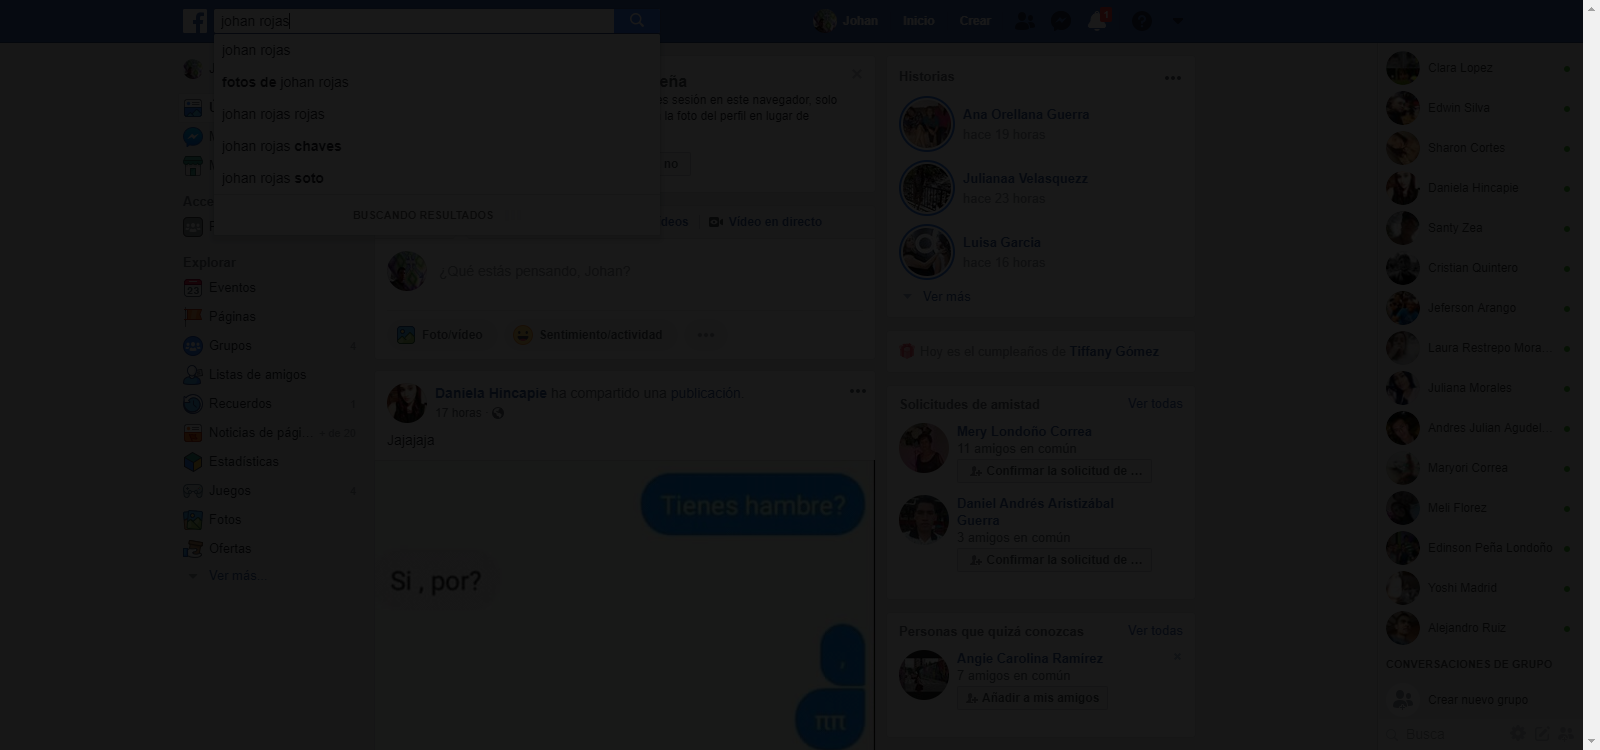 johan rojas
Johan
Inicio
Crear
johan rojas
fotos de johan rojas
johan rojas rojas
johan rojas chaves
johan rojas soto
BUSCANDO RESULTADOS
eña
s sesión en este navegador, solo
la foto del perfil en lugar de
no
deos
Vídeo en directo
¿Qué estás pensando, Johan?
Foto/vídeo
Sentimiento/actividad
Acce
Explorar
Eventos
Páginas
Grupos
Listas de amigos
Recuerdos
Noticias de pági...
Estadísticas
Juegos
Fotos
Ofertas
Ver más...
Daniela Hincapie ha compartido una publicación.
17 horas ·
Jajajaja
Tienes hambre?
Si , por?
,
ππ
Historias
Ana Orellana Guerra
hace 19 horas
Julianaa Velasquezz
hace 23 horas
Luisa García
hace 16 horas
Ver más
Hoy es el cumpleaños de Tiffany Gómez
Solicitudes de amistad
Ver todas
Mery Londoño Correa
11 amigos en común
Confirmar la solicitud de ...
Daniel Andrés Aristizábal
Guerra
3 amigos en común
Confirmar la solicitud de ...
Personas que quizá conozcas
Ver todas
Angie Carolina Ramirez
7 amigos en común
Añadir a mis amigos
Clara Lopez
Edwin Silva
Sharon Cortes
Daniela Hincapie
Santy Zea
Cristian Quintero
Jeferson Arango
Laura Restrepo Mora...
Juliana Morales
Andres Julian Agudel...
Maryori Correa
Meli Florez
Edinson Peña Londoño
Yoshi Madrid
Alejandro Ruiz
CONVERSACIONES DE GRUPO
Crear nuevo grupo
Busca